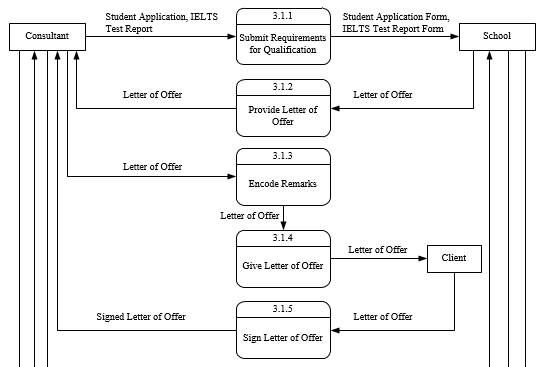 Student Application, IELTS
Test Report
3.1.1
Student Application Form,
IELTS Test Report Form
Consultant
Submit Requirements
for Qualification
School
3.1.2
Letter of Offer
Provide Letter of
Offer
Letter of Offer
3.1.3
Letter of Offer
Encode Remarks
Letter of Offer
3.1.4
Give Letter of Offer
Letter of Offer
Client
3.1.5
Signed Letter of Offer
Sign Letter of Offer
Letter of Offer